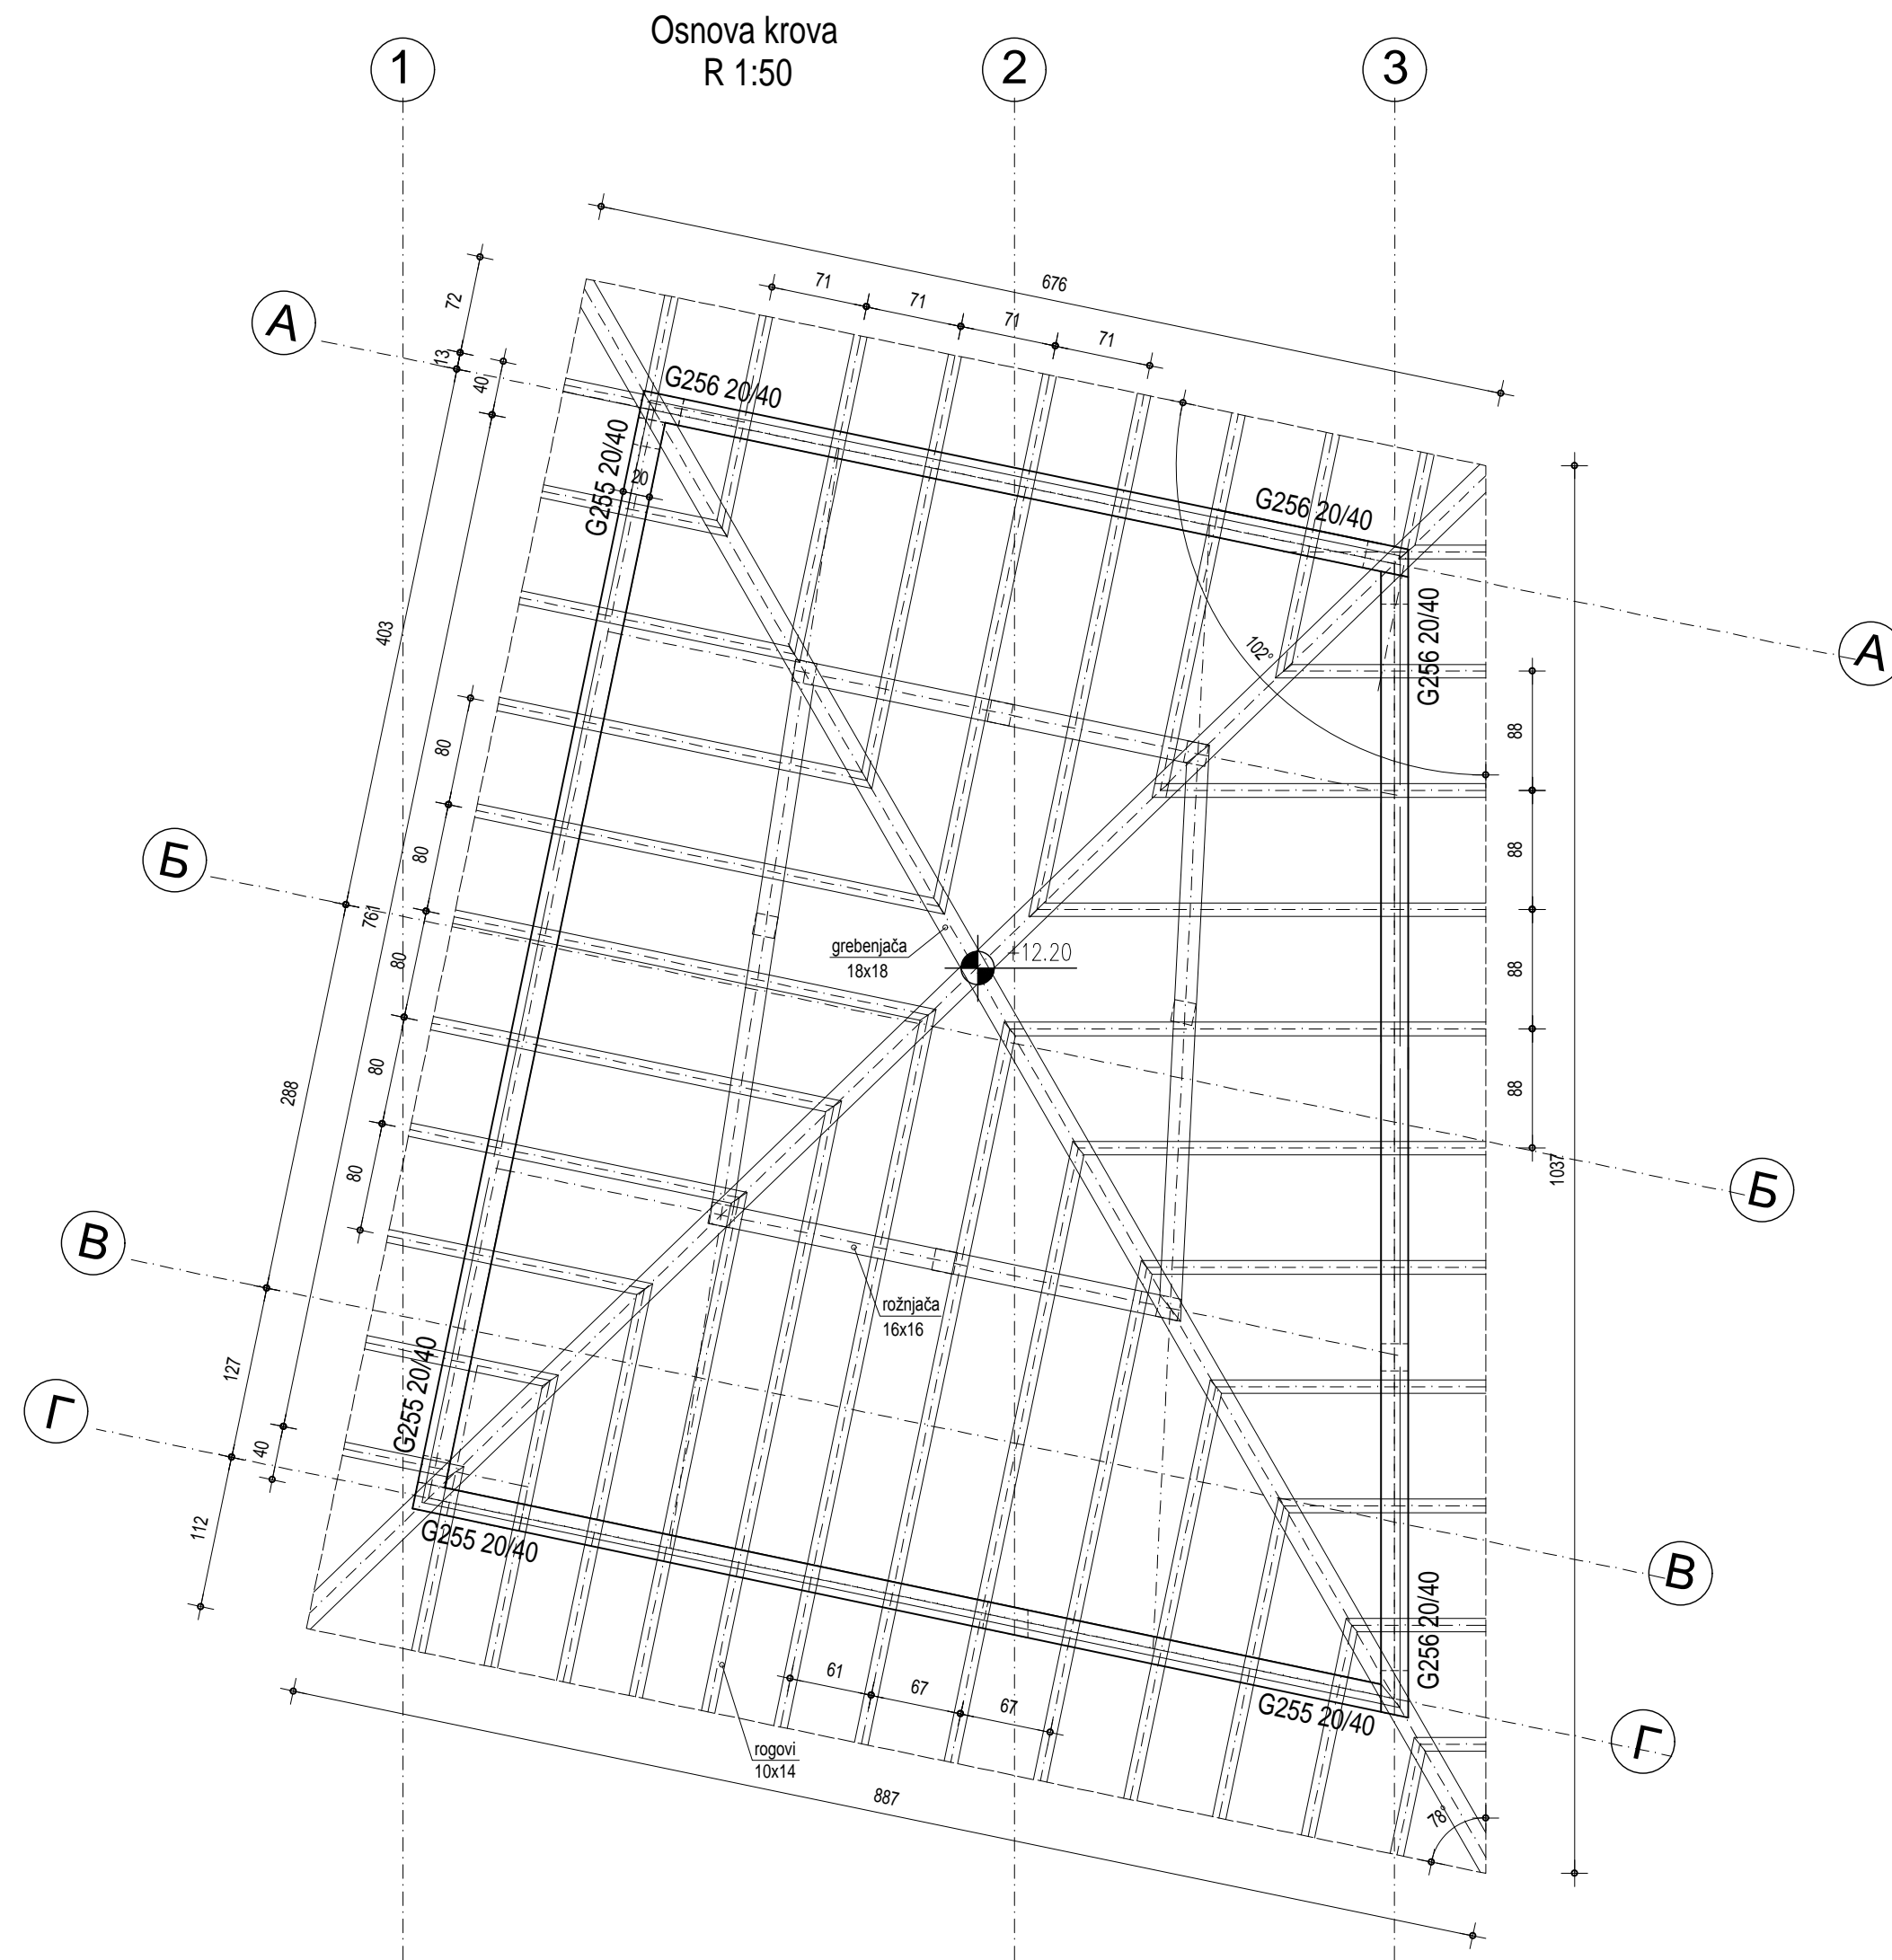 Osnova krova
R 1:50
1
2
3
676
71
71
71
71
72
13
40
А
G256 20/40
G255 20/40
20
G256 20/40
G256 20/40
102°
А
403
761
80
80
80
80
80
88
88
88
88
Б
grebenjača
18x18
+12.20
288
1037
Б
В
rožnjača
16x16
127
40
112
Г
G255 20/40
G255 20/40
В
G256 20/40
G255 20/40
61
67
67
Г
rogovi
10x14
887
78°